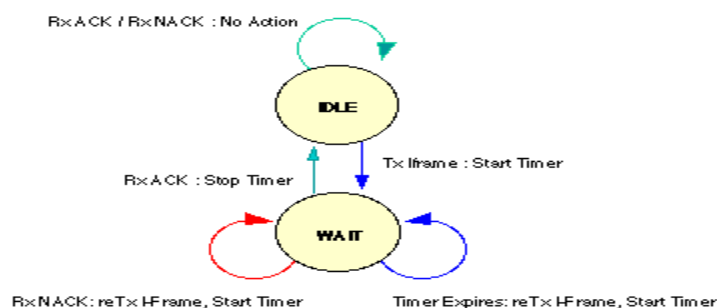 RxACK / RxNACK : No Action
IDLE
Tx Iframe : Start Timer
RxACK : Stop Timer
WAIT
RxNACK: reTx I-Frame, Start Timer
Timer Expires: reTx I-Frame, Start Timer